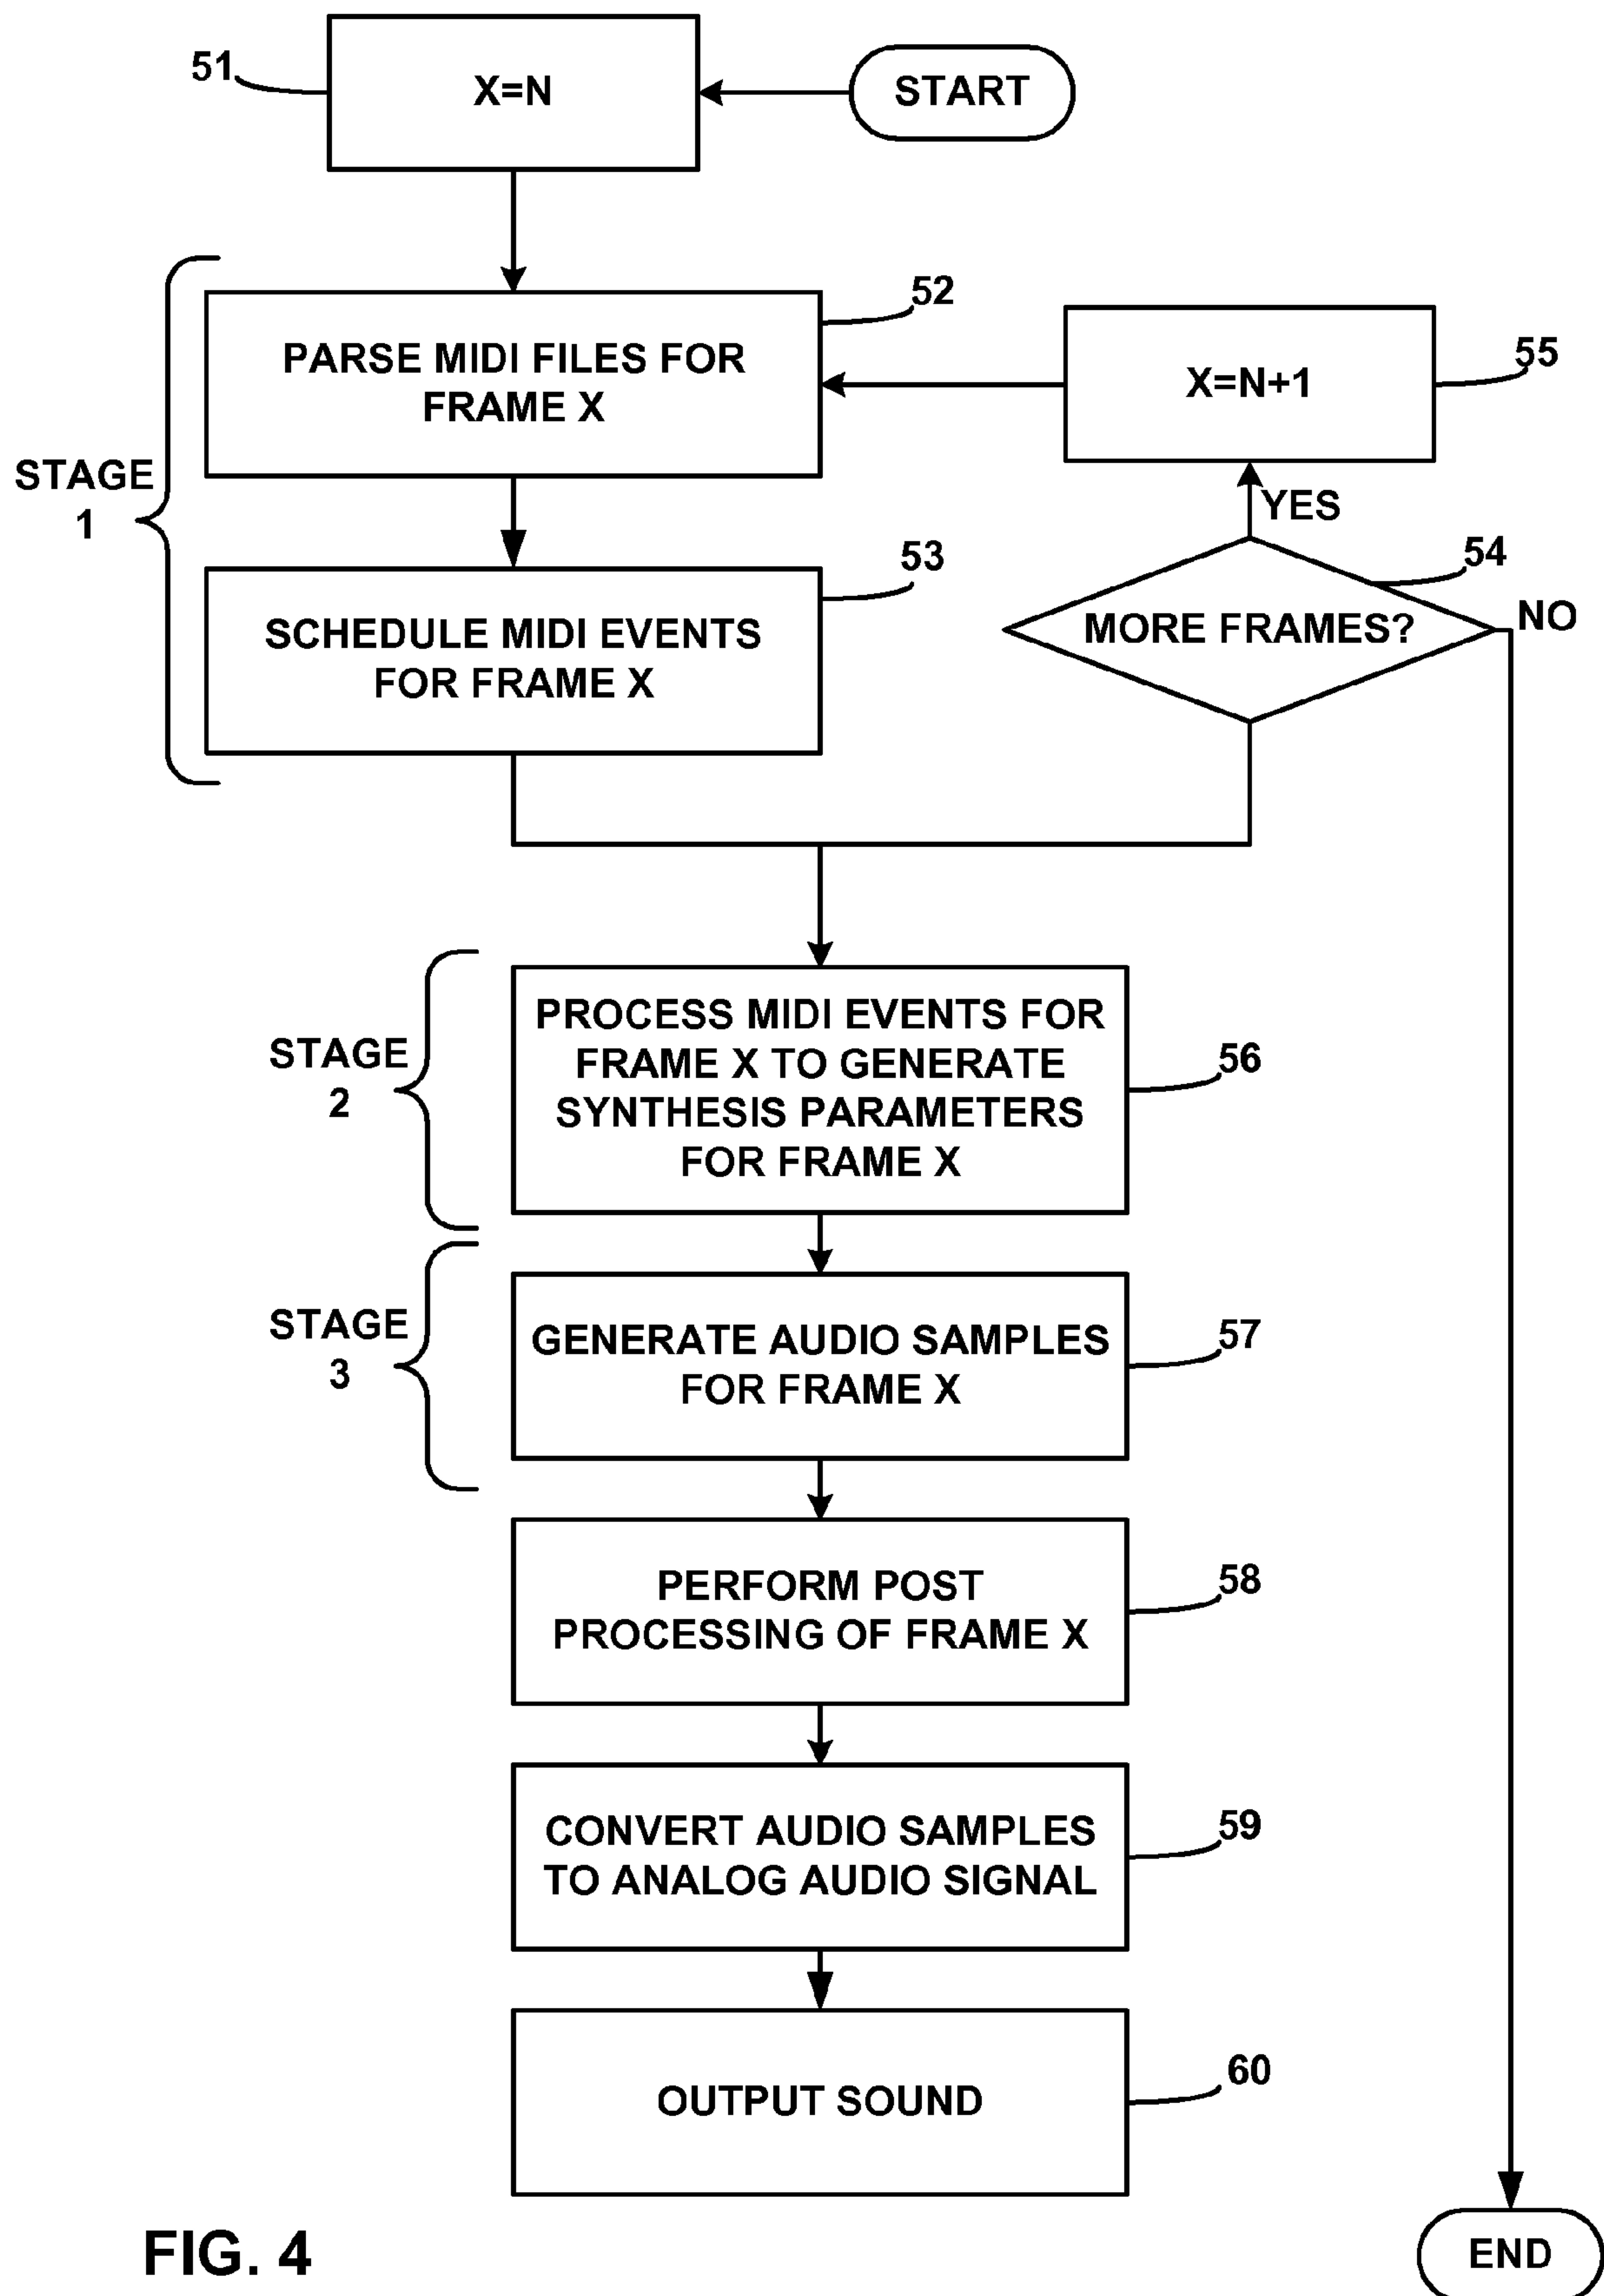 51
X=N
START
STAGE
1
52
PARSE MIDI FILES FOR
FRAME X
X=N+1
55
YES
53
SCHEDULE MIDI EVENTS
FOR FRAME X
54
MORE FRAMES?
NO
STAGE
2
PROCESS MIDI EVENTS FOR
FRAME X TO GENERATE
SYNTHESIS PARAMETERS
FOR FRAME X
56
STAGE
3
GENERATE AUDIO SAMPLES
FOR FRAME X
57
PERFORM POST
PROCESSING OF FRAME X
58
CONVERT AUDIO SAMPLES
TO ANALOG AUDIO SIGNAL
59
OUTPUT SOUND
60
END
FIG. 4